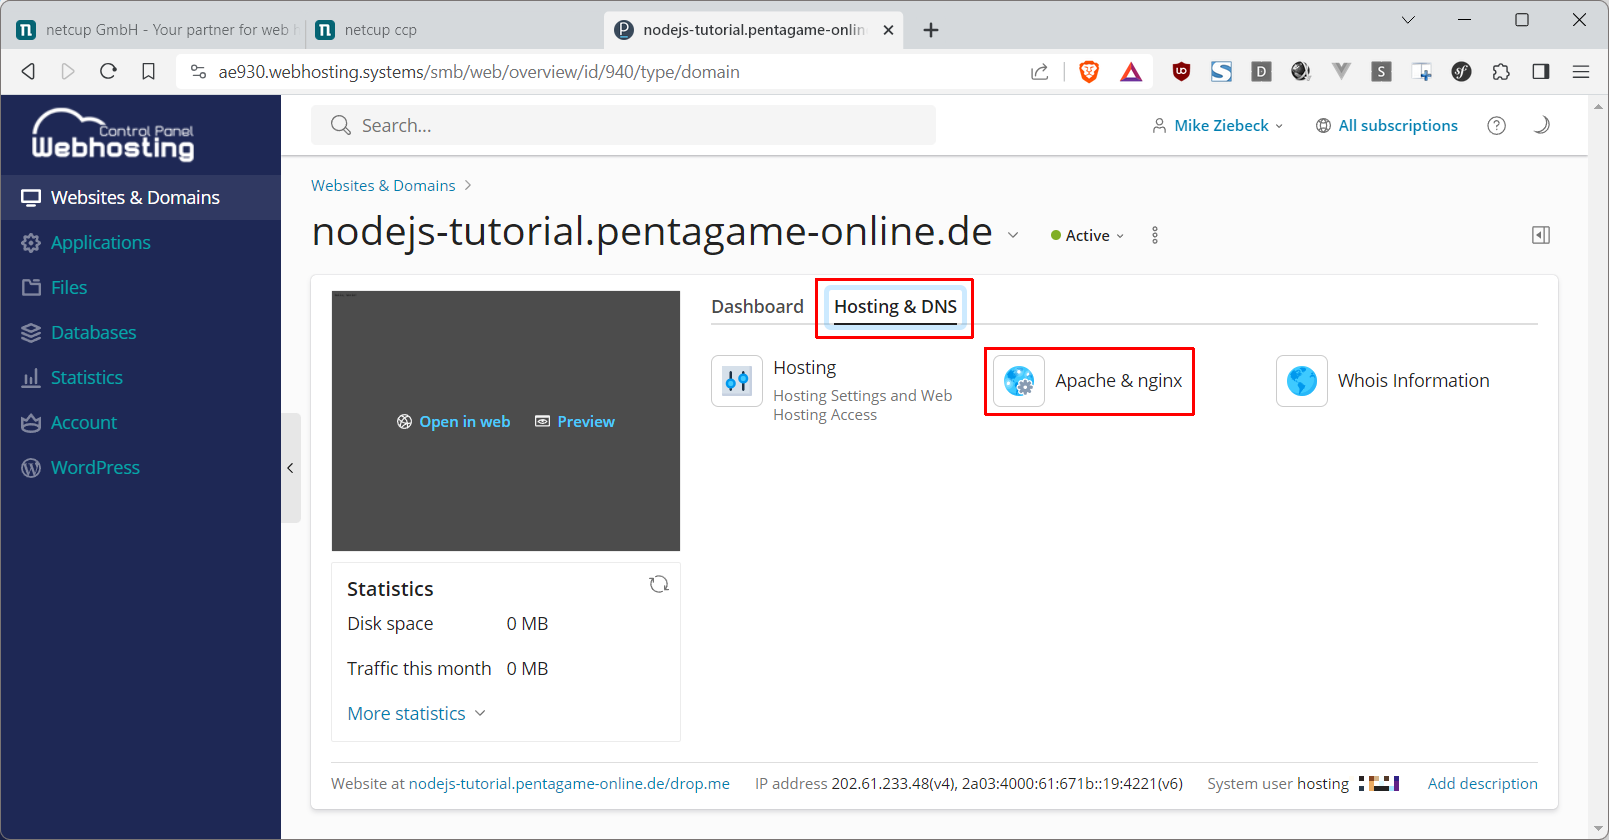 netcup GmbH - Your partner for web h
netcup ccp
nodejs-tutorial.pentagame-onlin
ae930.webhosting.systems/smb/web/overview/id/940/type/domain
Control Panel
Webhosting
Search...
Mike Ziebeck
All subscriptions
Websites & Domains
Applications
Files
Databases
Statistics
Account
WordPress
Websites & Domains >
nodejs-tutorial.pentagame-online.de
Active
Dashboard
Hosting & DNS
Open in web
Preview
Hosting
Hosting Settings and Web
Hosting Access
Apache & nginx
Whois Information
Statistics
Disk space 0 MB
Traffic this month 0 MB
More statistics
Website at nodejs-tutorial.pentagame-online.de/drop.me
IP address 202.61.233.48(v4), 2a03:4000:61:671b::19:4221(v6)
System user hosting
Add description